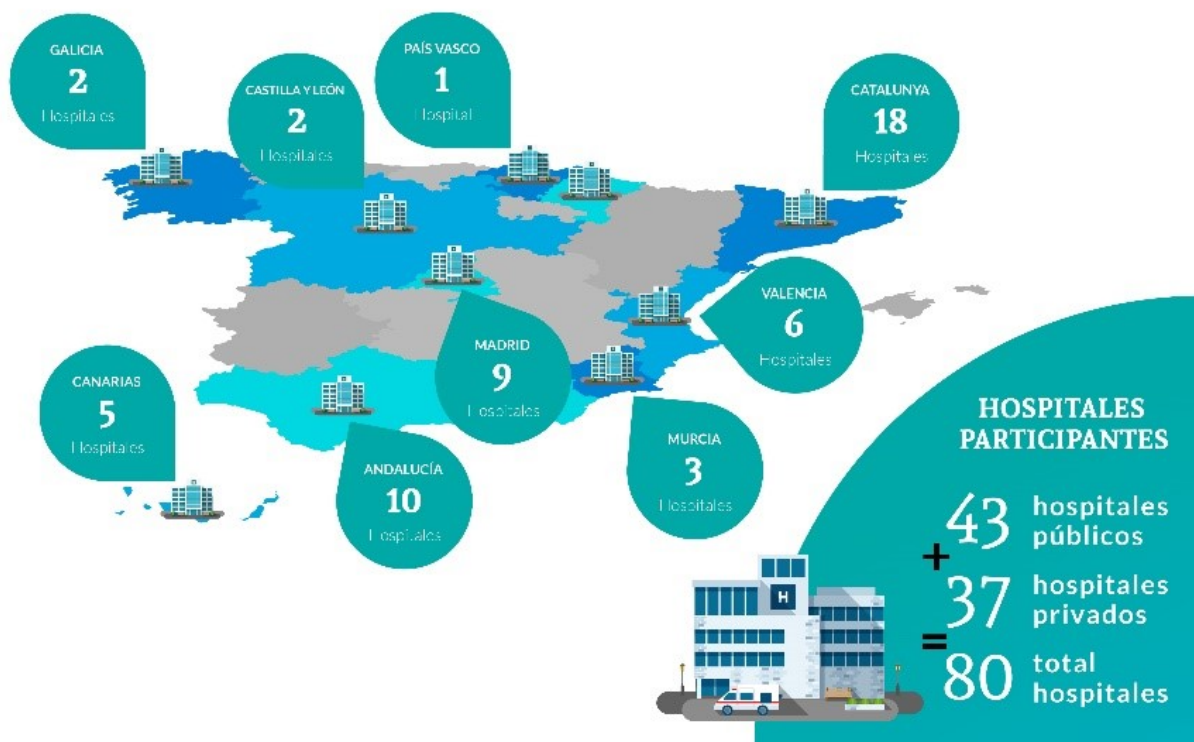 GALICIA
2
Hospitales
CASTILLA Y LEÓN
2
Hospitales
PAÍS VASCO
1
Hospital
CATALUNYA
18
Hospitales
VALENCIA
6
Hospitales
MADRID
9
Hospitales
CANARIAS
5
Hospitales
ANDALUCÍA
10
Hospitales
MURCIA
3
Hospitales
HOSPITALES
PARTICIPANTES
43 hospitales
públicos
+
37 hospitales
privados
=
80 total
hospitales
H